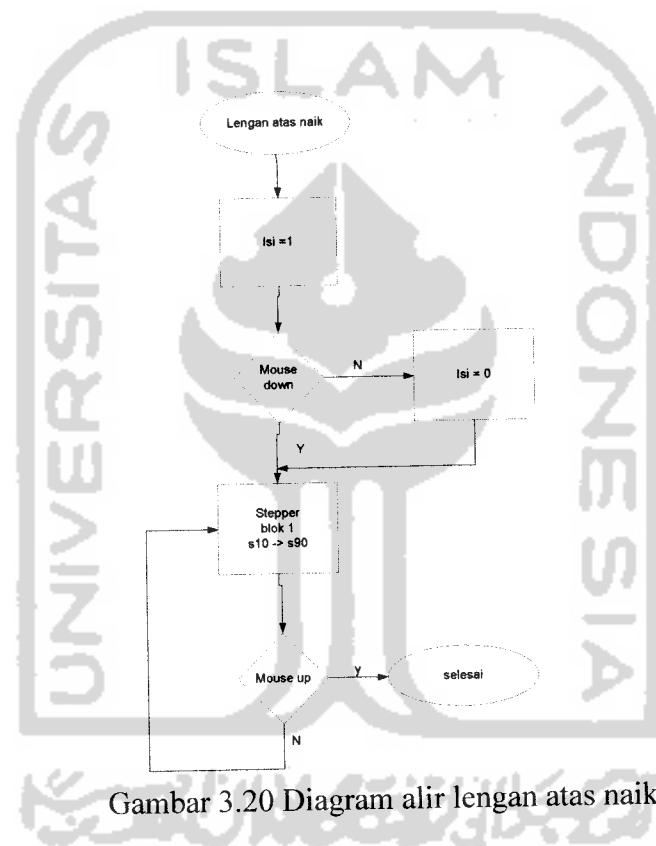 ISLAM
UNIVERSITAS
INDONESIA
Lengan atas naik
Isi =1
Mouse
down
N
Isi = 0
Y
Stepper
blok 1
s10 -> s90
Mouse up
y
selesai
N
Gambar 3.20 Diagram alir lengan atas naik